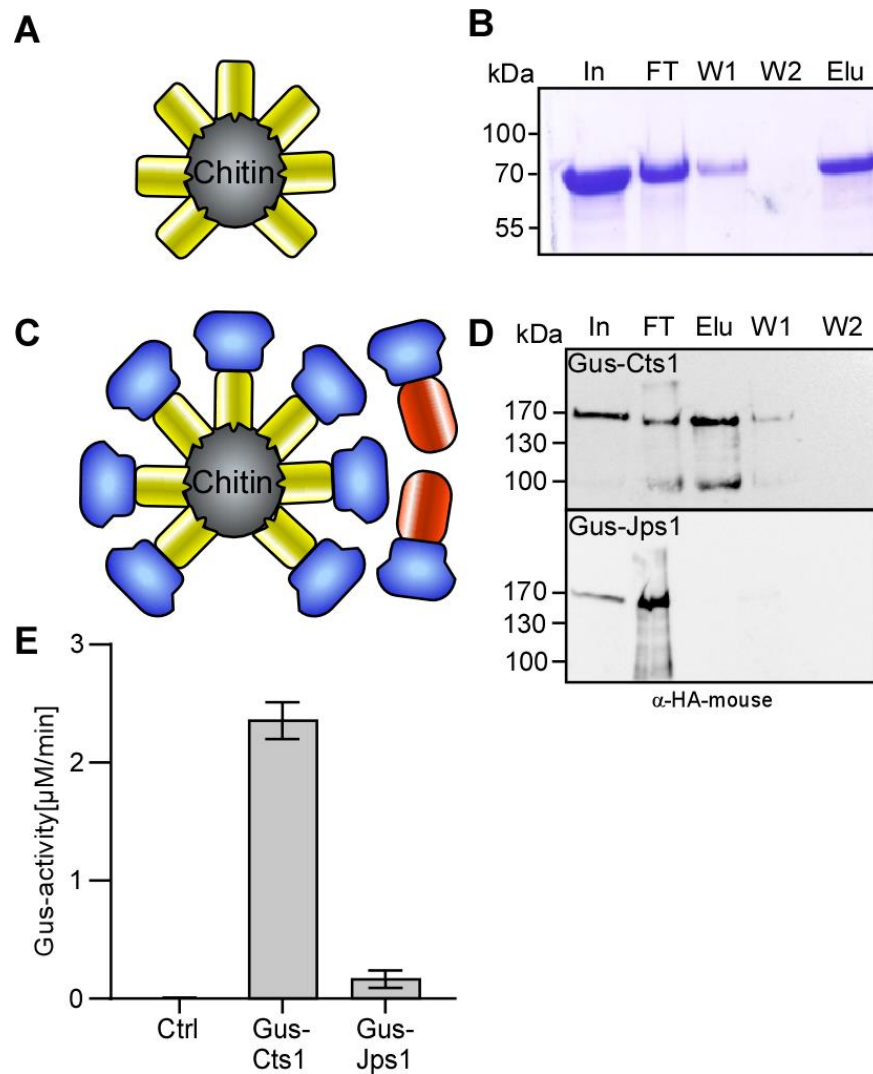 A
Chitin
B
kDa In FT W1 W2 Elu
100
70
55
C
Chitin
D
kDa In FT Elu W1 W2
Gus-Cts1
170
130
100
Gus-Jps1
170
130
100
α-HA-mouse
E
Gus-activity[µM/min]
3
2
1
0
Ctrl
Gus-
Cts1
Gus-
Jps1